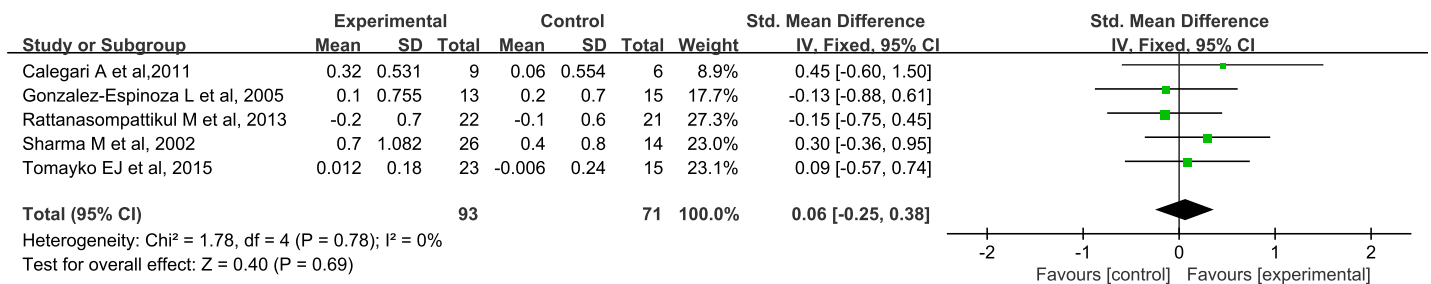 Experimental Control Std. Mean Difference Std. Mean Difference
Study or Subgroup Mean SD Total Mean SD Total Weight IV, Fixed, 95% CI IV, Fixed, 95% CI
Calegari A et al,2011 0.32 0.531 9 0.06 0.554 6 8.9% 0.45 [-0.60, 1.50]
Gonzalez-Espinoza L et al, 2005 0.1 0.755 13 0.2 0.7 15 17.7% -0.13 [-0.88, 0.61]
Rattanasompattikul M et al, 2013 -0.2 0.7 22 -0.1 0.6 21 27.3% -0.15 [-0.75, 0.45]
Sharma M et al, 2002 0.7 1.082 26 0.4 0.8 14 23.0% 0.30 [-0.36, 0.95]
Tomayko EJ et al, 2015 0.012 0.18 23 -0.006 0.24 15 23.1% 0.09 [-0.57, 0.74]
Total (95% CI) 93 71 100.0% 0.06 [-0.25, 0.38]
Heterogeneity: Chi² = 1.78, df = 4 (P = 0.78); I² = 0%
Test for overall effect: Z = 0.40 (P = 0.69)
-2 -1 0 1 2
Favours [control] Favours [experimental]